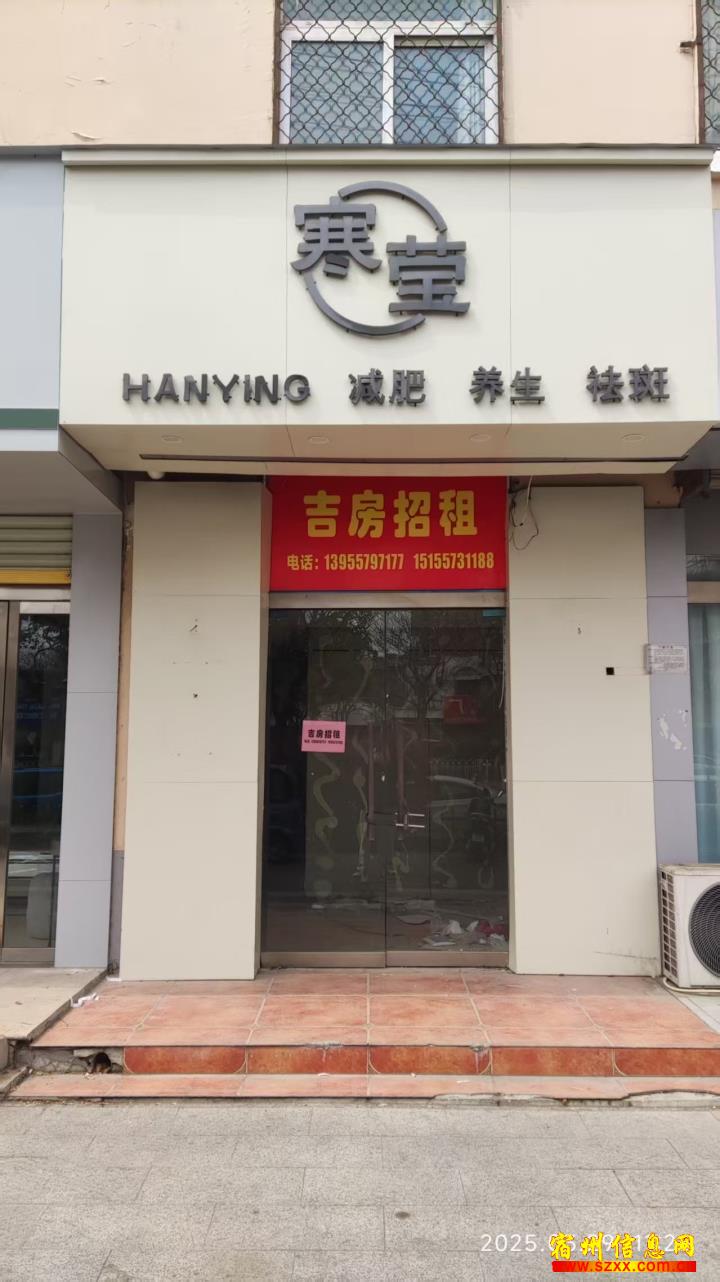 寒莹
HANYING 减肥 养生 祛斑
吉房招租
电话：13955797177 15155731188
吉房招租
宿州信息网
www.szxx.com.cn